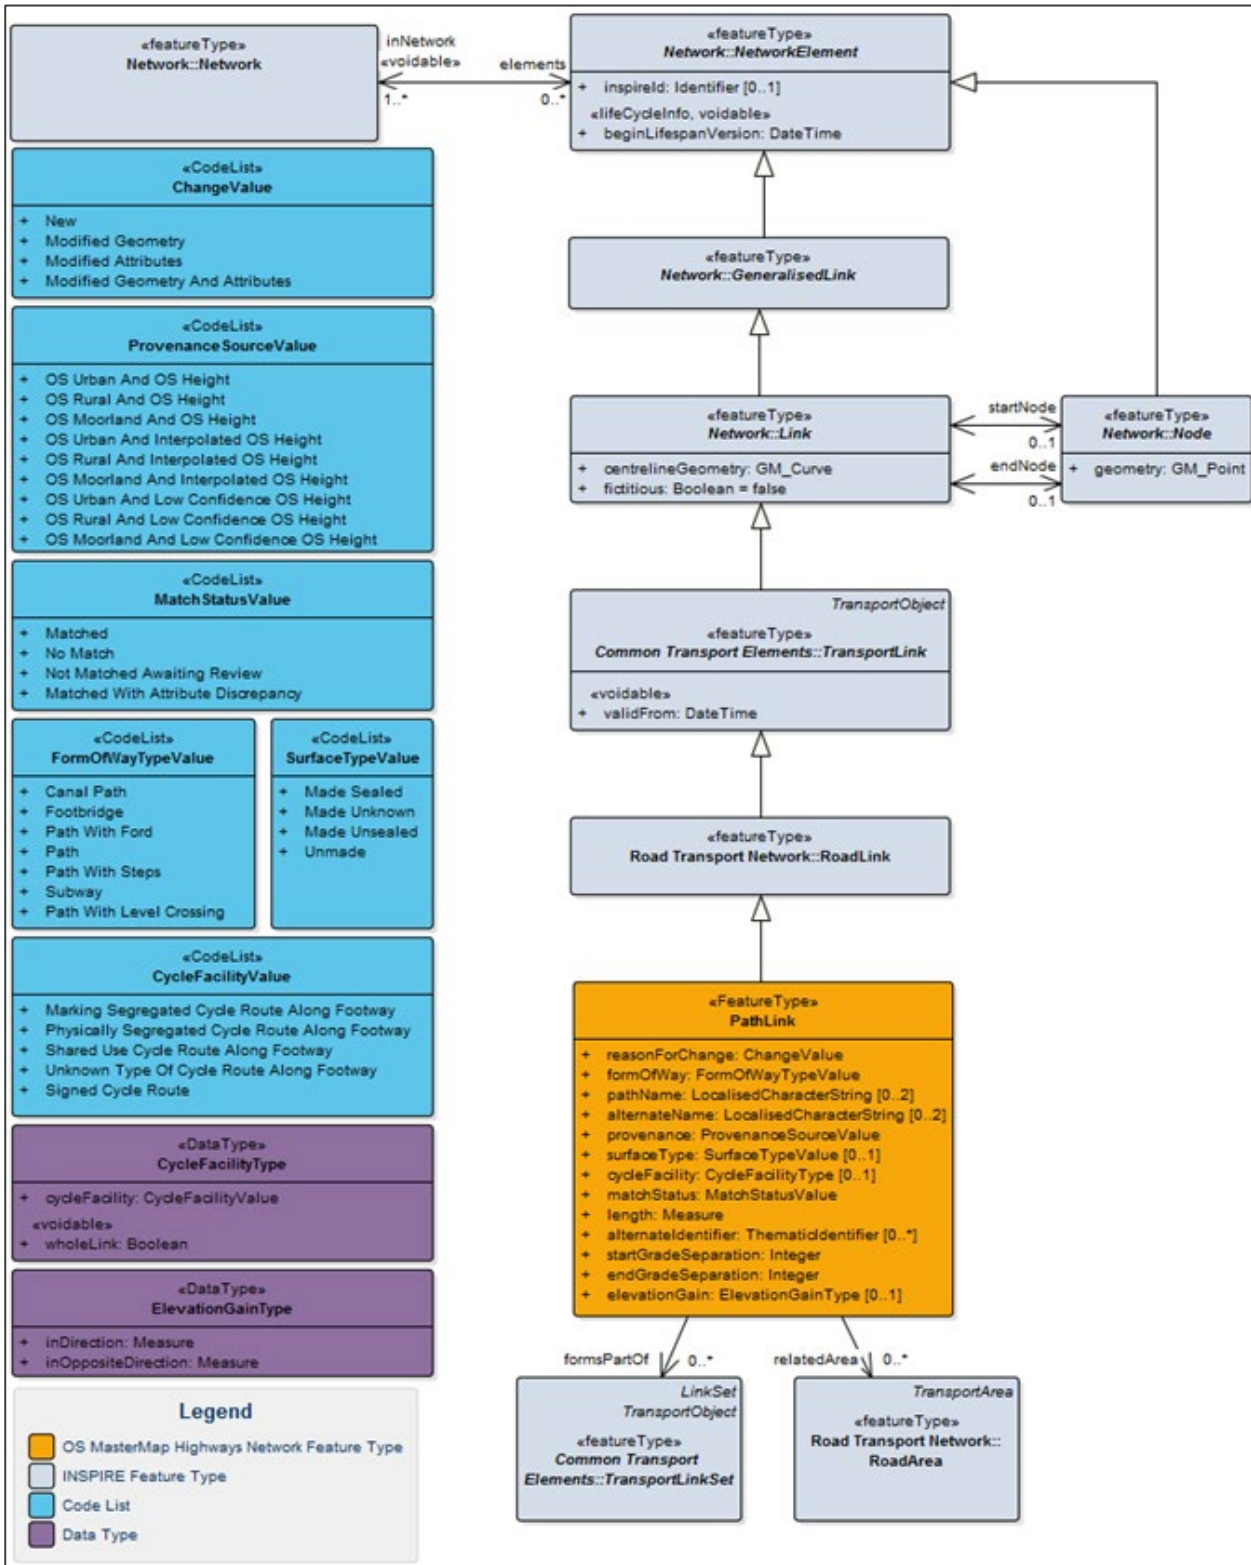 «featureType»
Network::Network
inNetwork
«voidable»
elements
1..*
0..*
«featureType»
Network::NetworkElement
+ inspireId: Identifier [0..1]
«lifeCycleInfo, voidable»
+ beginLifespanVersion: DateTime
«CodeList»
ChangeValue
+ New
+ Modified Geometry
+ Modified Attributes
+ Modified Geometry And Attributes
«featureType»
Network::GeneralisedLink
«CodeList»
ProvenanceSourceValue
+ OS Urban And OS Height
+ OS Rural And OS Height
+ OS Moorland And OS Height
+ OS Urban And Interpolated OS Height
+ OS Rural And Interpolated OS Height
+ OS Moorland And Interpolated OS Height
+ OS Urban And Low Confidence OS Height
+ OS Rural And Low Confidence OS Height
+ OS Moorland And Low Confidence OS Height
«featureType»
Network::Link
+ centrelineGeometry: GM_Curve
+ fictitious: Boolean = false
startNode
0..1
endNode
0..1
«featureType»
Network::Node
+ geometry: GM_Point
«CodeList»
MatchStatusValue
+ Matched
+ No Match
+ Not Matched Awaiting Review
+ Matched With Attribute Discrepancy
TransportObject
«featureType»
Common Transport Elements::TransportLink
«voidable»
+ validFrom: DateTime
«CodeList»
FormOfWayTypeValue
+ Canal Path
+ Footbridge
+ Path With Ford
+ Path
+ Path With Steps
+ Subway
+ Path With Level Crossing
«CodeList»
SurfaceTypeValue
+ Made Sealed
+ Made Unknown
+ Made Unsealed
+ Unmade
«featureType»
Road Transport Network::RoadLink
«CodeList»
CycleFacilityValue
+ Marking Segregated Cycle Route Along Footway
+ Physically Segregated Cycle Route Along Footway
+ Shared Use Cycle Route Along Footway
+ Unknown Type Of Cycle Route Along Footway
+ Signed Cycle Route
«FeatureType»
PathLink
+ reasonForChange: ChangeValue
+ formOfWay: FormOfWayTypeValue
+ pathName: LocalisedCharacterString [0..2]
+ alternateName: LocalisedCharacterString [0..2]
+ provenance: ProvenanceSourceValue
+ surfaceType: SurfaceTypeValue [0..1]
+ cycleFacility: CycleFacilityType [0..1]
+ matchStatus: MatchStatusValue
+ length: Measure
+ alternateIdentifier: ThematicIdentifier [0..*]
+ startGradeSeparation: Integer
+ endGradeSeparation: Integer
+ elevationGain: ElevationGainType [0..1]
«DataType»
CycleFacilityType
+ cycleFacility: CycleFacilityValue
«voidable»
+ wholeLink: Boolean
«DataType»
ElevationGainType
+ inDirection: Measure
+ inOppositeDirection: Measure
formsPartOf
0..*
relatedArea
0..*
LinkSet
TransportObject
«featureType»
Common Transport
Elements::TransportLinkSet
TransportArea
«featureType»
Road Transport Network::
RoadArea
Legend
OS MasterMap Highways Network Feature Type
INSPIRE Feature Type
Code List
Data Type